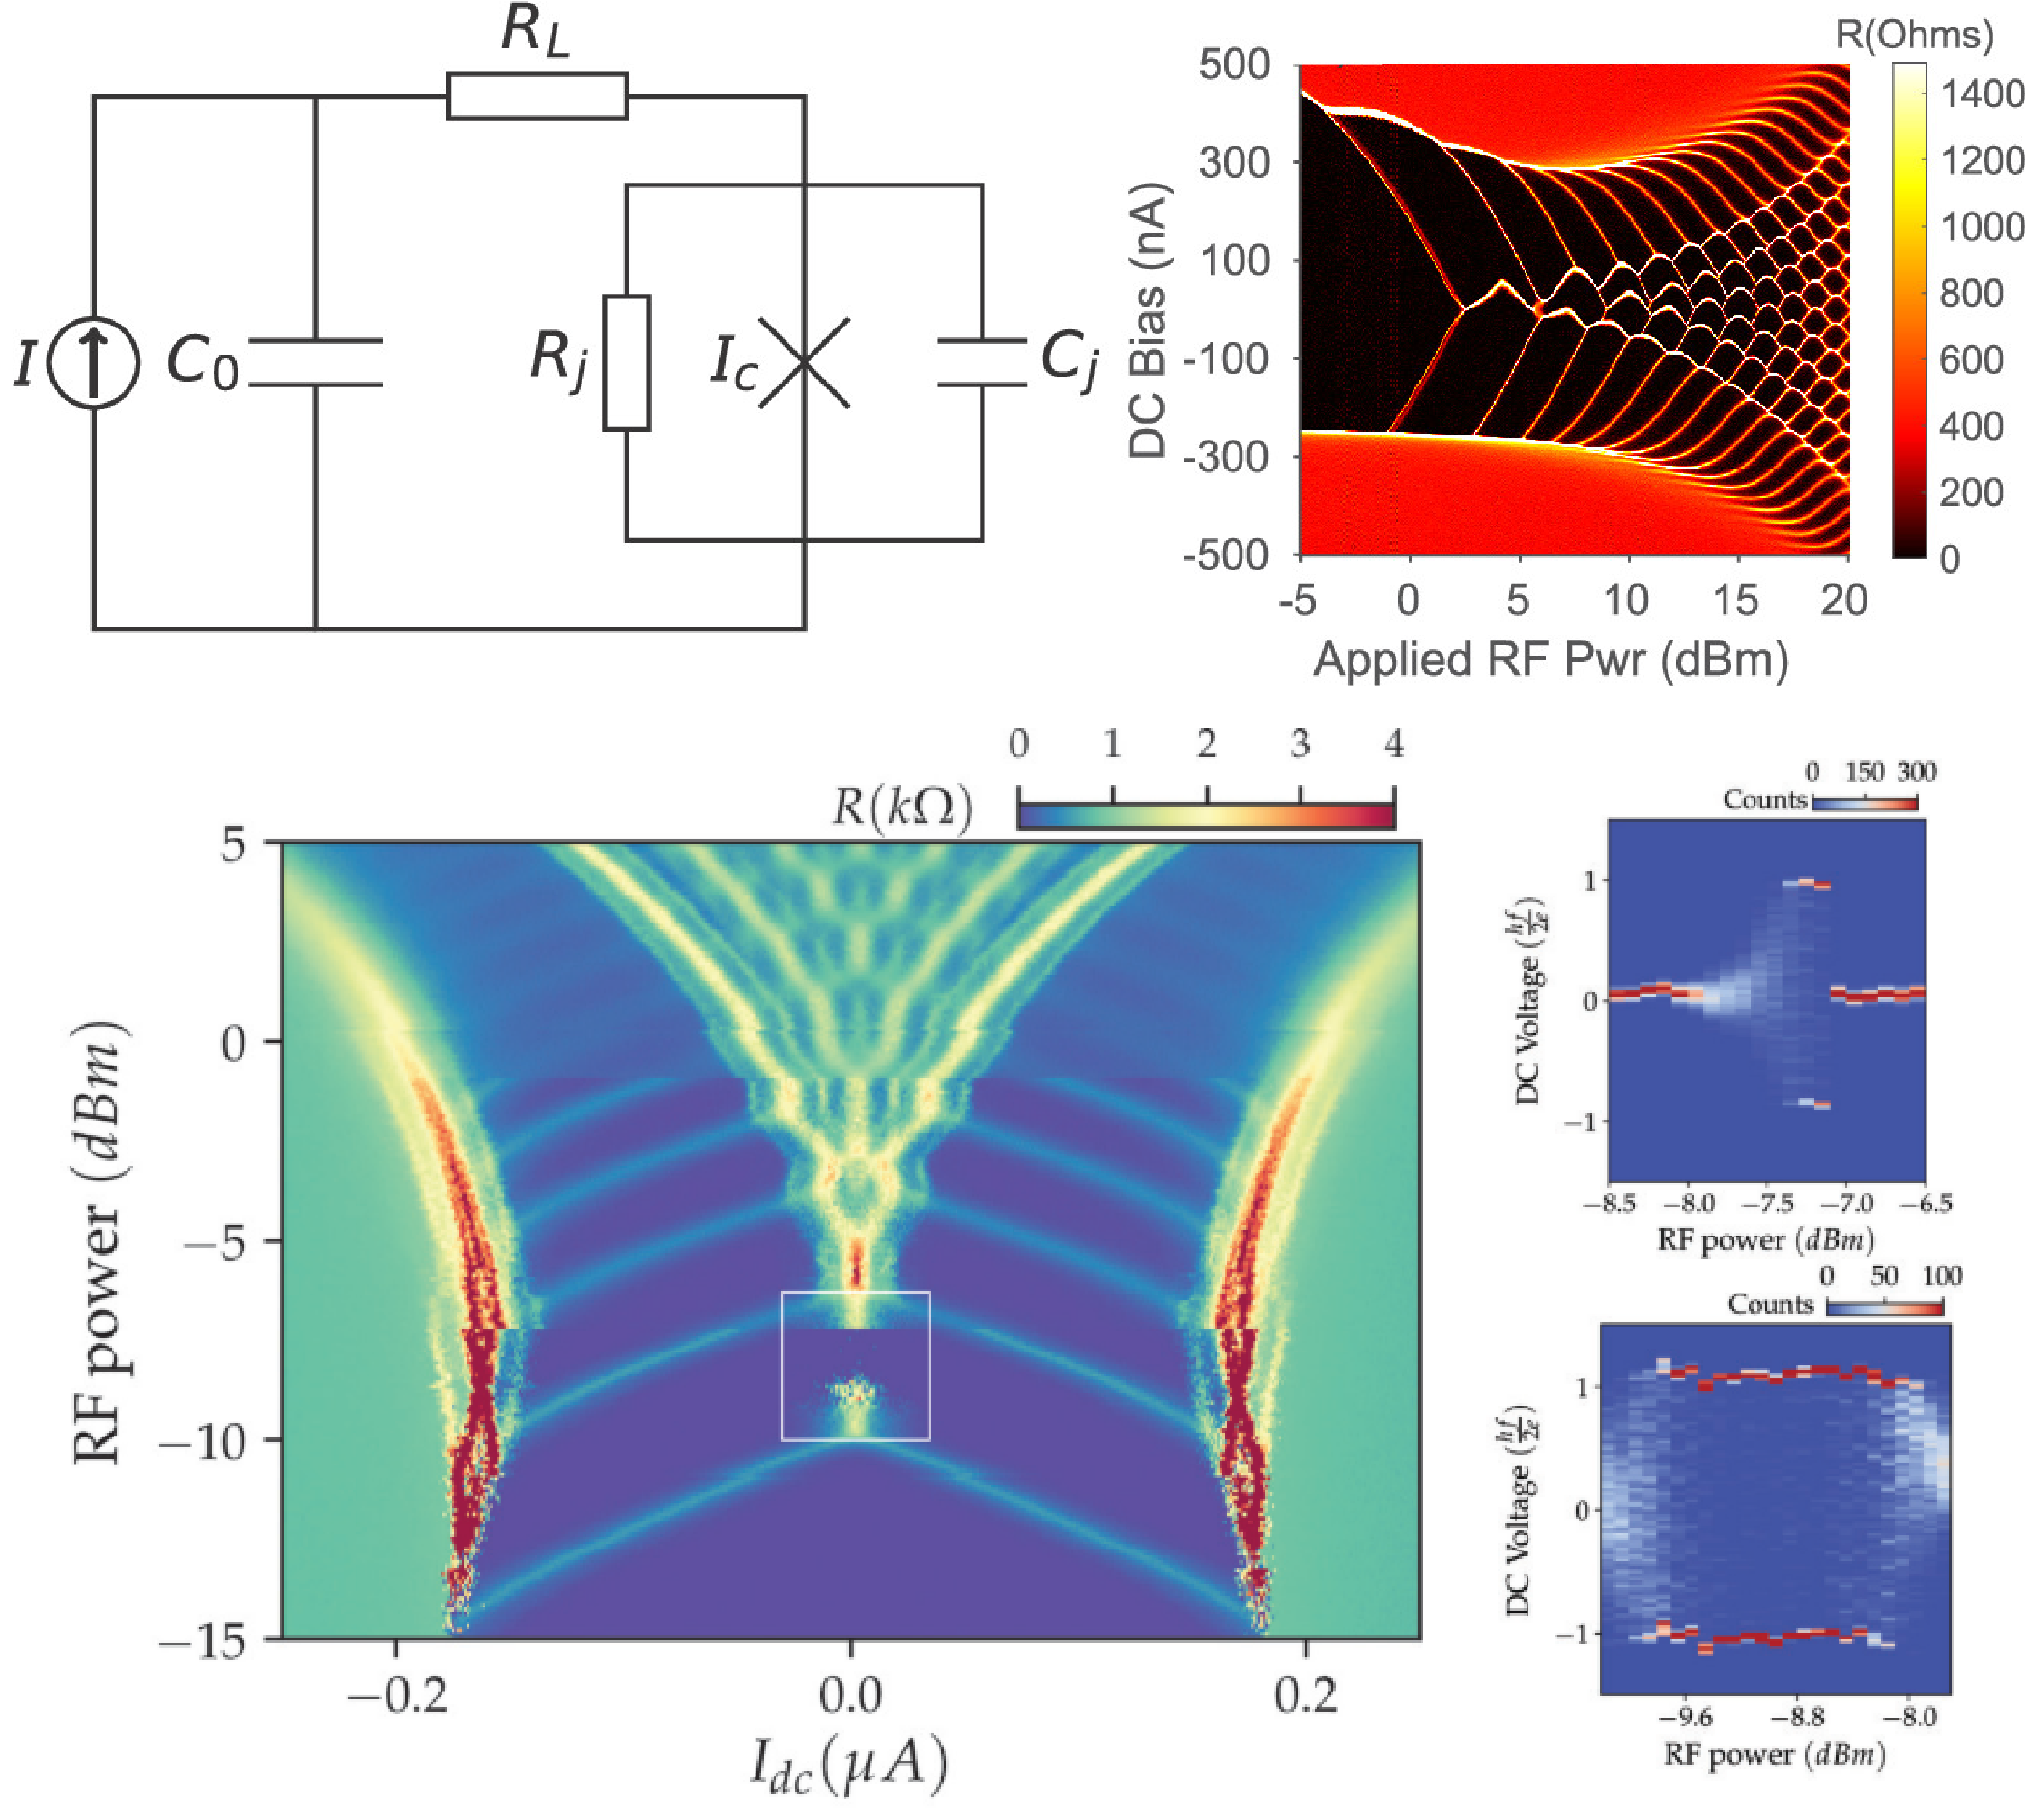 R_L
I
C_0
R_j
I_c
C_j
R(Ohms)
DC Bias (nA)
500
300
100
-100
-300
-500
-5 0 5 10 15 20
Applied RF Pwr (dBm)
1400
1200
1000
800
600
400
200
0
R(kΩ)
0 1 2 3 4
RF power (dBm)
5
0
−5
−10
−15
−0.2 0.0 0.2
I_dc(μA)
0 150 300
Counts
DC Voltage (hf/2e)
1
0
−1
−8.5 −8.0 −7.5 −7.0 −6.5
RF power (dBm)
0 50 100
Counts
DC Voltage (hf/2e)
1
0
−1
−9.6 −8.8 −8.0
RF power (dBm)